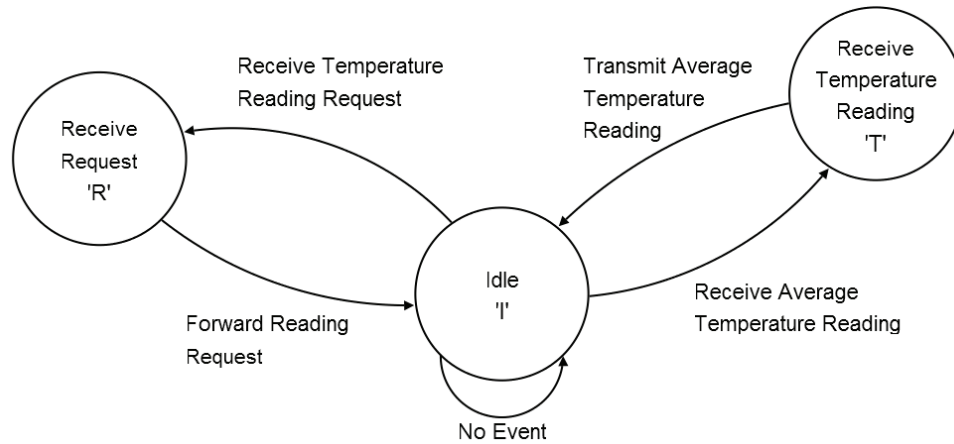 Receive Temperature
Reading Request
Transmit Average
Temperature
Reading
Receive
Temperature
Reading
'T'
Receive
Request
'R'
Idle
'I'
Forward Reading
Request
Receive Average
Temperature Reading
No Event